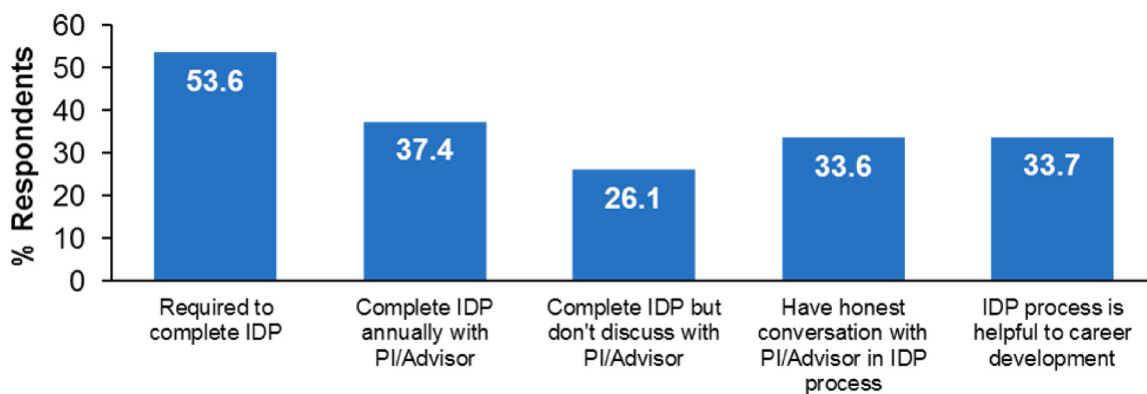 % Respondents
60
50
40
30
20
10
0
53.6
37.4
26.1
33.6
33.7
Required to
complete IDP
Complete IDP
annually with
PI/Advisor
Complete IDP but
don't discuss with
PI/Advisor
Have honest
conversation with
PI/Advisor in IDP
process
IDP process is
helpful to career
development